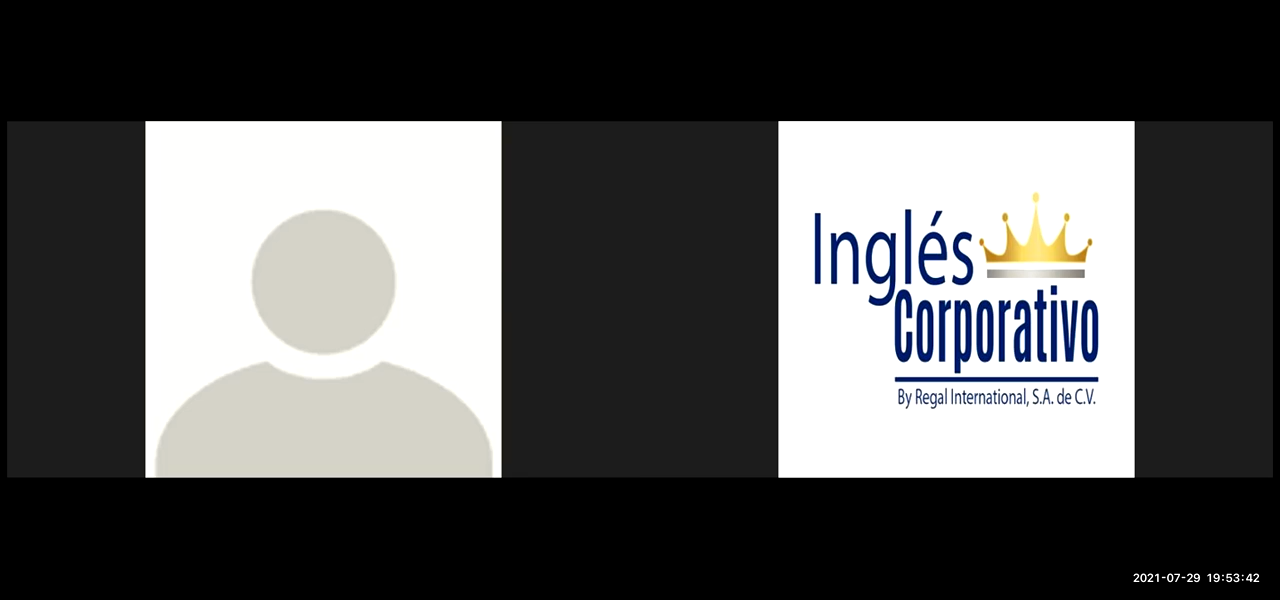 Inglés
Corporativo
By Regal International, S.A. de C.V.
2021-07-29 19:53:42